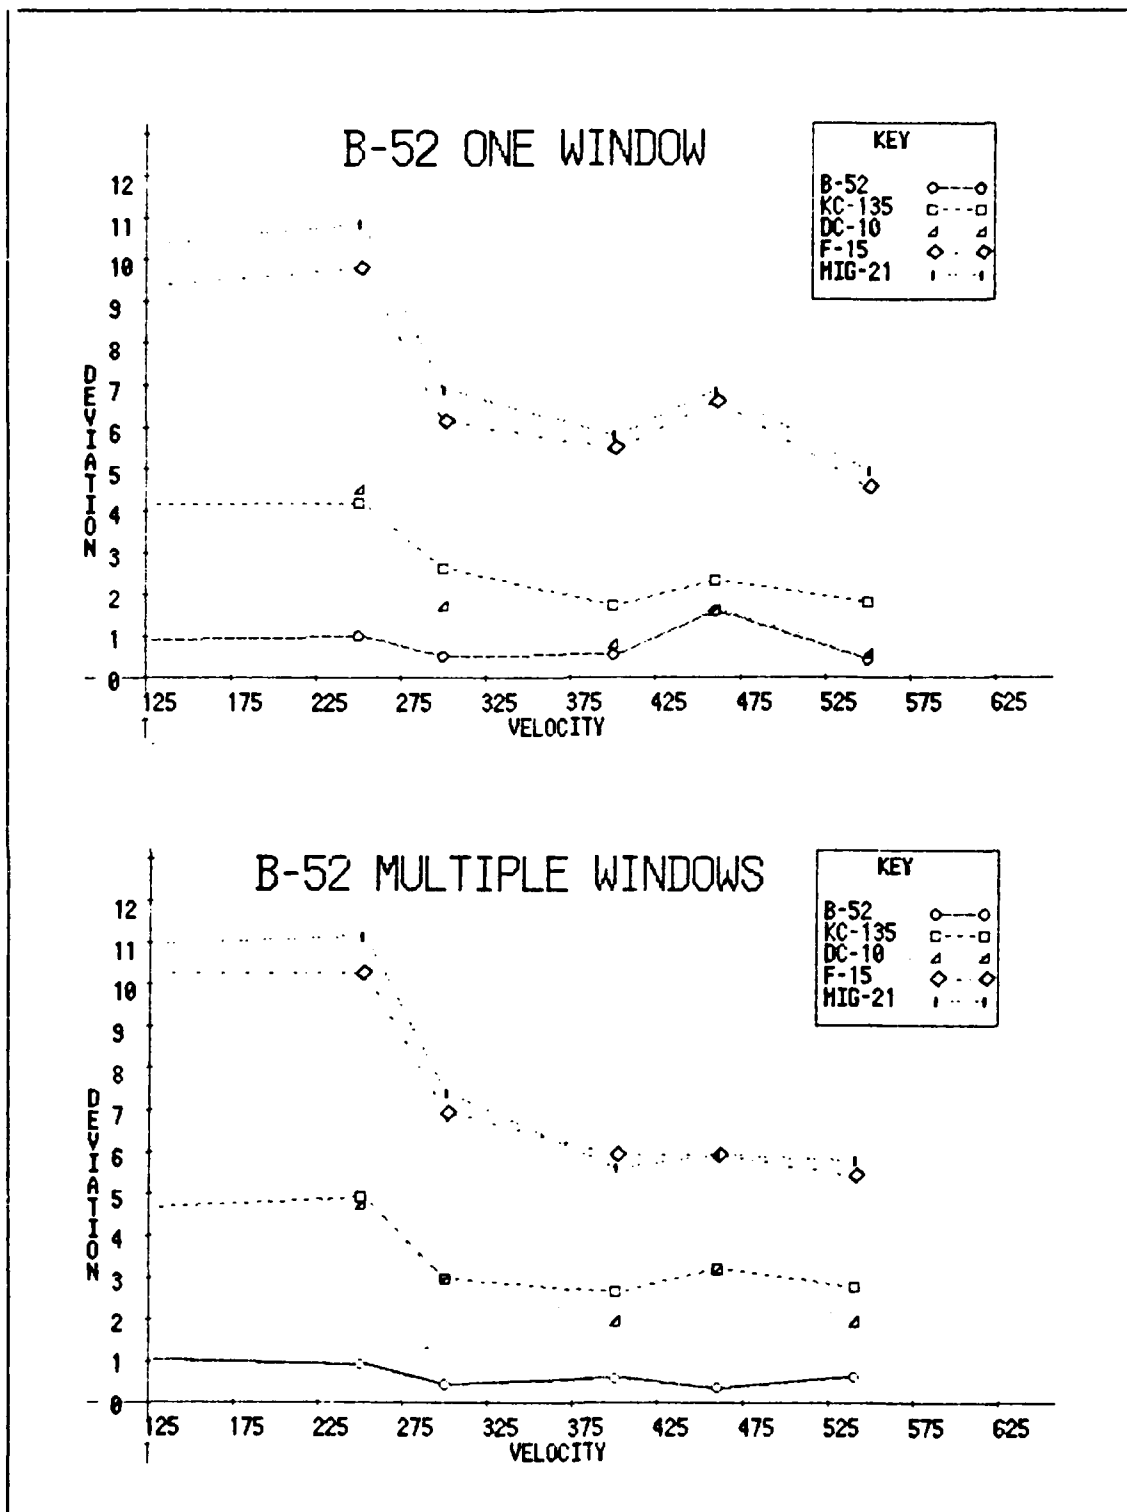 B-52 ONE WINDOW
KEY
B-52
KC-135
DC-10
F-15
MIG-21
12
11
10
9
8
7
6
5
4
3
2
1
0
DEVIATION
125 175 225 275 325 375 425 475 525 575 625
VELOCITY
B-52 MULTIPLE WINDOWS
KEY
B-52
KC-135
DC-10
F-15
MIG-21
12
11
10
9
8
7
6
5
4
3
2
1
0
DEVIATION
125 175 225 275 325 375 425 475 525 575 625
VELOCITY